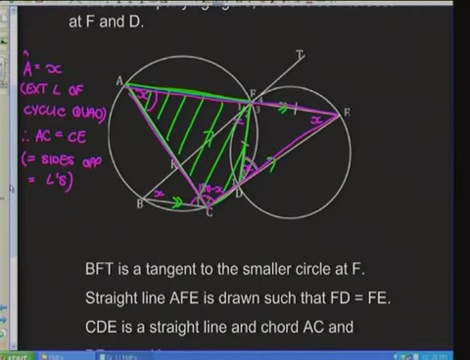 at F and D.
Â = x
(EXT ∠ OF
CYCLIC QUAD)
∴ AC = CE
(= SIDES OPP
= ∠'S)
A
T
F
E
x
x
x
x
K
D
B
C
BFT is a tangent to the smaller circle at F.
Straight line AFE is drawn such that FD = FE.
CDE is a straight line and chord AC and